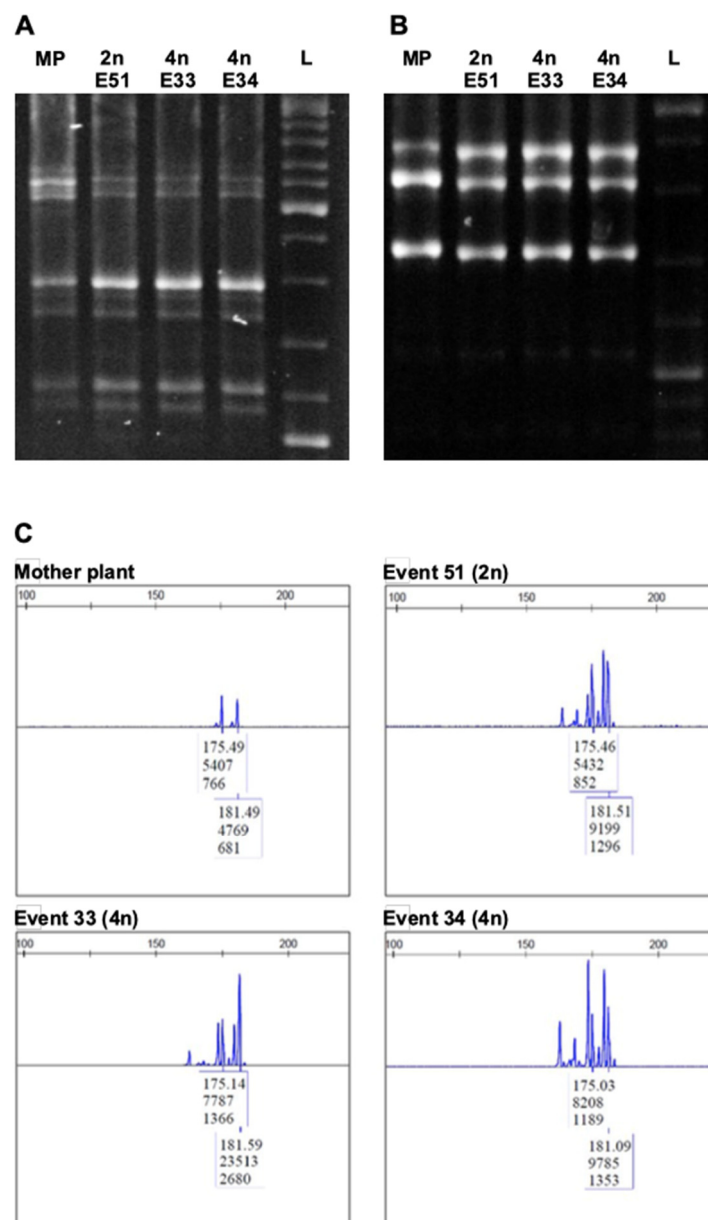 A
MP
2n
E51
4n
E33
4n
E34
L
B
MP
2n
E51
4n
E33
4n
E34
L
C
Mother plant
100
150
200
175.49
5407
766
181.49
4769
681
Event 51 (2n)
100
150
200
175.46
5432
852
181.51
9199
1296
Event 33 (4n)
100
150
200
175.14
7787
1366
181.59
23513
2680
Event 34 (4n)
100
150
200
175.03
8208
1189
181.09
9785
1353